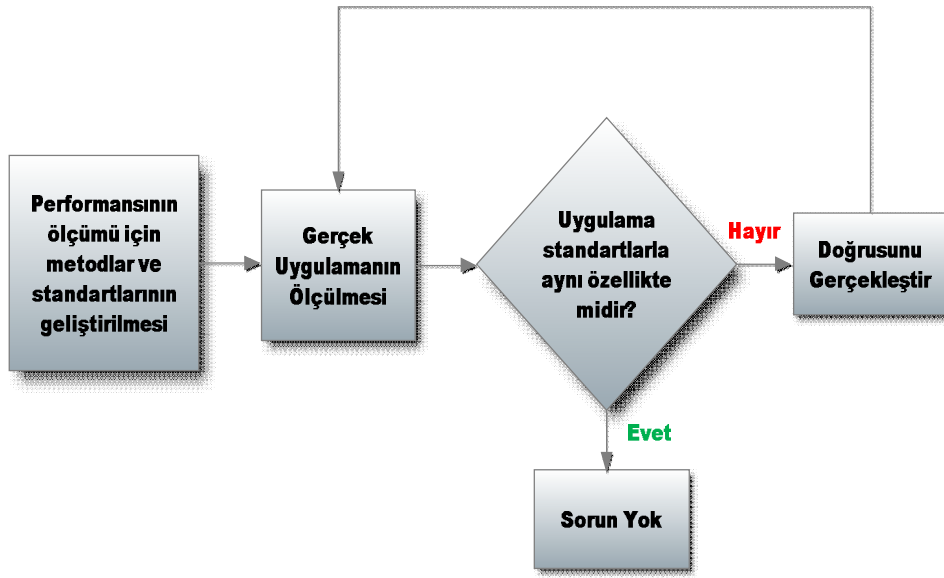 Performansının
ölçümü için
metodlar ve
standartlarının
geliştirilmesi
Gerçek
Uygulamanın
Ölçülmesi
Uygulama
standartlarla
aynı özellikte
midir?
Hayır
Doğrusunu
Gerçekleştir
Evet
Sorun Yok